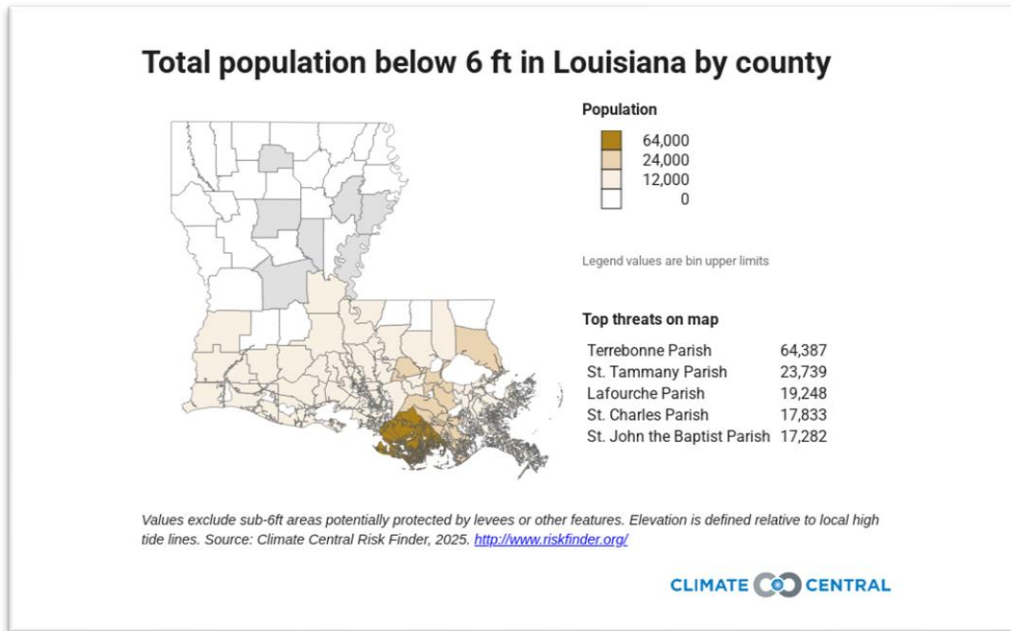 Total population below 6 ft in Louisiana by county
Population
64,000
24,000
12,000
0
Legend values are bin upper limits
Top threats on map
Terrebonne Parish 64,387
St. Tammany Parish 23,739
Lafourche Parish 19,248
St. Charles Parish 17,833
St. John the Baptist Parish 17,282
Values exclude sub-6ft areas potentially protected by levees or other features. Elevation is defined relative to local high
tide lines. Source: Climate Central Risk Finder, 2025. http://www.riskfinder.org/
CLIMATE CENTRAL